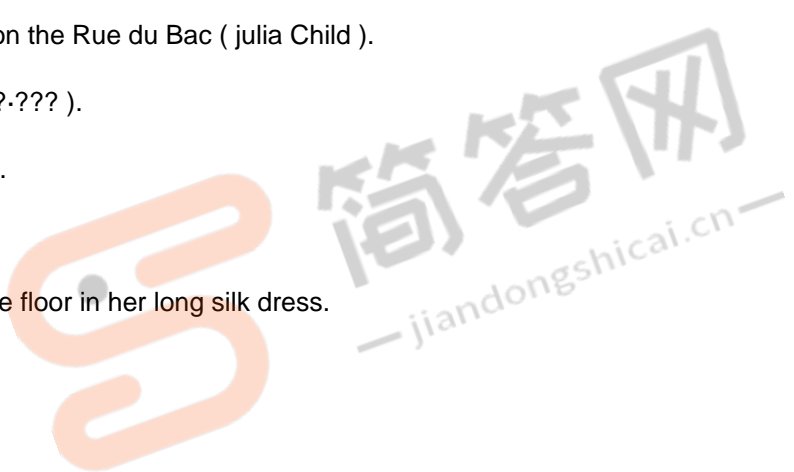 on the Rue du Bac ( julia Child ).
?·??? ).
.
e floor in her long silk dress.
简答网
— jiandongshicai.cn —